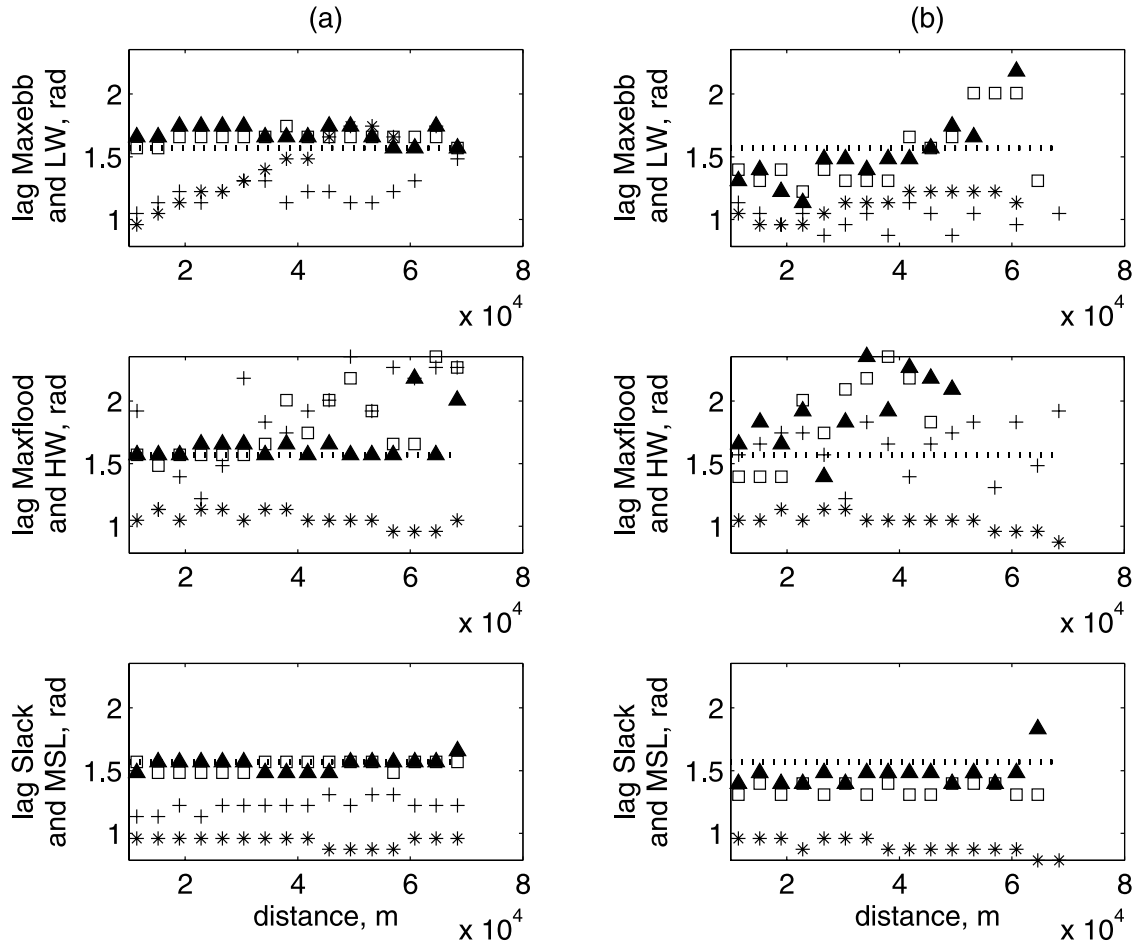 (a)
(b)
lag Maxebb
and LW, rad
2
1.5
1
2 4 6 8
x 10^4
lag Maxebb
and LW, rad
2
1.5
1
2 4 6 8
x 10^4
lag Maxflood
and HW, rad
2
1.5
1
2 4 6 8
x 10^4
lag Maxflood
and HW, rad
2
1.5
1
2 4 6 8
x 10^4
lag Slack
and MSL, rad
2
1.5
1
2 4 6 8
distance, m
x 10^4
lag Slack
and MSL, rad
2
1.5
1
2 4 6 8
distance, m
x 10^4